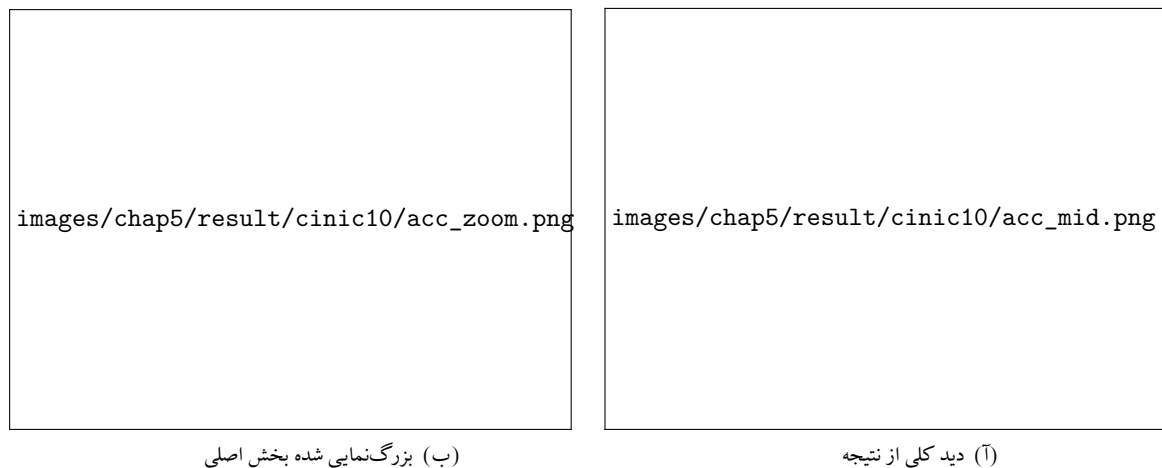 images/chap5/result/cinic10/acc_mid.png
(آ) دید کلی از نتیجه
images/chap5/result/cinic10/acc_zoom.png
(ب) بزرگ‌نمایی شده بخش اصلی